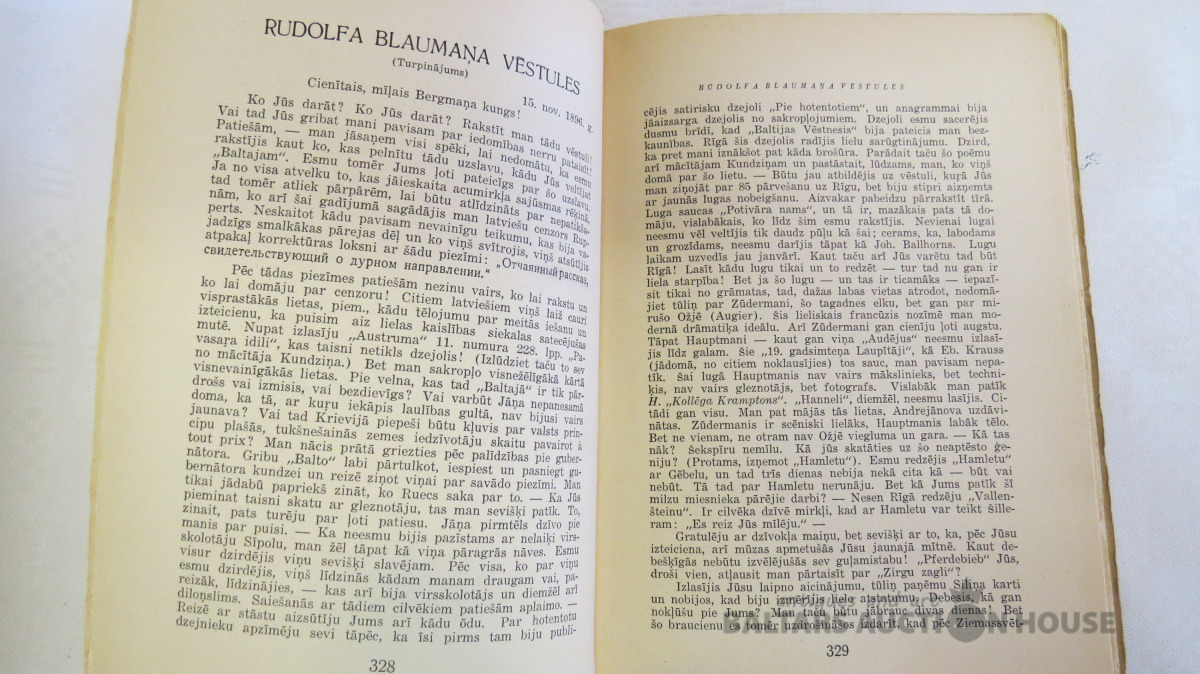 RUDOLFA BLAUMAŅA VĒSTULES
(Turpinājums)
15. nov. 1896. g.
Cienītais, mīļais Bergmaņa kungs!
Ko Jūs darāt? Ko Jūs darāt? Rakstīt man tādu vēstuli!
Vai tad Jūs gribat mani pavisam par iedomības nerru pataisīt!
Patiešām, — man jāsaņem visi spēki, lai nedomātu, ka esmu
rakstījis kaut ko, kas pelnītu tādu uzslavu, kādu Jūs veltījat
„Baltajam“. Esmu tomēr Jums ļoti pateicīgs par šo uzslavu.
Ja no visa atvelku to, kas jāieskaita acumirkļa sajūsmas rēķinā,
tad tomēr atliek pārpārēm, lai būtu atlīdzināts par nepatikša-
nām, ko arī šai gadījumā sagādājis man latviešu cenzors Rup-
perts. Neskaitot kādu pavisam nevainīgu teikumu, kas bija va-
jadzīgs smalkākas pārejas dēļ un ko viņš svītrojis, viņš atsūtījis
atpakaļ korrektūras loksni ar šādu piezīmi: „Отчаянный рассказ,
свидетельствующий о дурном направлении.“
Pēc tādas piezīmes patiešām nezinu vairs, ko lai rakstu un
ko lai domāju par cenzoru! Citiem latviešiem viņš laiž cauri
visprastākās lietas, piem., kādu tēlojumu par meitās iešanu un
izteicienu, ka puisim aiz lielas kaislības siekalas satecējušas
mutē. Nupat izlasīju „Austruma“ 11. numura 228. lpp. „Pa-
vasaŗa idili“, kas taisni netikls dzejolis! (Izlūdziet taču to sev
no mācītāja Kundziņa.) Bet man sakropļo visnežēlīgākā kārtā
visnevainīgākās lietas. Pie velna, kas tad „Baltajā“ ir tik pār-
drošs vai izmisis, vai bezdievīgs? Vai varbūt Jāņa nepanesamā
doma, ka tā, ar kuŗu iekāpis laulības gultā, nav bijusi vairs
jaunava? Vai tad Krievijā piepeši būtu kļuvis par valsts prin-
cipu plašās, tukšnešainās zemes iedzīvotāju skaitu pavairot à
tout prix? Man nācis prātā griezties pēc palīdzības pie guber-
nātora. Gribu „Balto“ labi pārtulkot, iespiest un pasniegt gu-
bernātora kundzei un reizē ziņot viņai par savādo piezīmi. Man
tikai jādabū papriekš zināt, ko Ruecs saka par to. — Ka Jūs
pieminat taisni skatu ar gleznotāju, tas man sevišķi patīk. To,
zinait, pats turēju par ļoti patiesu. Jāņa pirmtēls dzīvo pie
manis par puisi. — Ka neesmu bijis pazīstams ar nelaiķi virs-
skolotāju Sīpolu, man žēl tāpat kā viņa pāragrās nāves. Esmu
visur dzirdējis viņu sevišķi slavējam. Pēc visa, ko par viņu
esmu dzirdējis, viņš līdzinās kādam manam draugam vai, pa-
reizāk, līdzinājies, — kas arī bija virsskolotājs un diemžēl arī
diloņslims. Saiešanās ar tādiem cilvēkiem patiešām aplaimo. —
Reizē ar stāstu aizsūtīju Jums arī kādu ōdu. Par hotentotu
dzejnieku apzīmēju sevi tāpēc, ka īsi pirms tam biju publi-
328
RUDOLFA BLAUMAŅA VĒSTULES
cējis satirisku dzejoli „Pie hotentotiem“, un anagrammai bija
jāaizsarga dzejolis no sakropļojumiem. Dzejoli esmu sacerējis
dusmu brīdī, kad „Baltijas Vēstnesis“ bija pateicis man bez-
kaunības. Rīgā šis dzejolis radījis lielu sarūgtinājumu. Dzird,
ka pret mani iznākšot pat kāda brošūra. Parādait taču šo poēmu
arī mācītājam Kundziņam un pastāstait, lūdzams, man, ko viņš
domā par šo lietu. — Būtu jau atbildējis uz vēstuli, kuŗā Jūs
man ziņojāt par 85 pārvešanu uz Rīgu, bet biju stipri aizņemts
ar jaunās lugas nobeigšanu. Aizvakar pabeidzu pārrakstīt tīrā.
Luga saucas „Potivāra nams“, un tā ir, mazākais pats tā do-
māju, vislabākais, ko līdz šim esmu rakstījis. Nevienai lugai
neesmu vēl veltījis tik daudz pūļu kā šai; cerams, ka, labodams
un grozīdams, neesmu darījis tāpat kā Joh. Ballhorns. Lugu
laikam uzvedīs jau janvārī. Kaut taču arī Jūs varētu tad būt
Rīgā! Lasīt kādu lugu tikai un to redzēt — tur tad nu gan ir
liela starpība! Bet ja šo lugu — un tas ir ticamāks — iepazī-
sit tikai no grāmatas, tad, dažas labas vietas atrodot, nedomā-
jiet tūliņ par Zūdermani, šo tagadnes elku, bet gan par mi-
rušo Ožjē (Augier). Šis lieliskais francūzis nozīmē man mo-
dernā drāmatiķa ideālu. Arī Zūdermani gan cienīju ļoti augstu.
Tāpat Hauptmani — kaut gan viņa „Audējus“ neesmu izlasī-
jis līdz galam. Šie „19. gadsimteņa Laupītāji“, kā Eb. Krauss
(jādomā, no citiem noklausījies) tos sauc, man pavisam nepa-
tīk. Šai lugā Hauptmanis nav vairs mākslinieks, bet techni-
ķis, nav vairs gleznotājs, bet fotografs. Vislabāk man patīk
H. „Kollēga Kramptons“. „Hanneli“, diemžēl, neesmu lasījis. Ci-
tādi gan visu. Man pat mājās tās lietas, Andrejānova uzdāvi-
nātas. Zūdermanis ir scēniski lielāks, Hauptmanis labāk tēlo.
Bet ne vienam, ne otram nav Ožjē viegluma un gara. — Kā tas
nāk? Šekspīru nemīlu. Kā jūs skatāties uz šo neaptēsto ģe-
niju? (Protams, izņemot „Hamletu“). Esmu redzējis „Hamletu“
ar Gēbelu, un tad trīs dienas nebija nekā cita kā — būt vai
nebūt. Tā tad par Hamletu nerunāju. Bet kā Jums patīk šī
milzu miesnieka pārējie darbi? — Nesen Rīgā redzēju „Vallen-
šteinu“. Ir cilvēka dzīvē mirkļi, kad ar Hamletu var teikt Šille-
ram: „Es reiz Jūs mīlēju.“ —
Gratulēju ar dzīvokļa maiņu, bet sevišķi ar to, ka, pēc Jūsu
izteiciena, arī mūzas apmetušās Jūsu jaunajā mītnē. Kaut de-
bešķīgās nebūtu izvēlējušās sev guļamistabu! „Pferdebieb“ Jūs,
droši vien, atļausit man pārtaisīt par „Zirgu zagli“?
Izlasījis Jūsu laipno aicinājumu, tūliņ paņēmu Siliņa karti
un nobijos, kad biju izmērījis lielo atstatumu. Debesis, kā gan
nokļūšu pie Jums? Man taču būtu jābrauc divas dienas! Bet
šo braucienu es tomēr uzdrošināšos izdarīt, kad pēc Ziemassvēt-
329
BALTARS AUCTION HOUSE